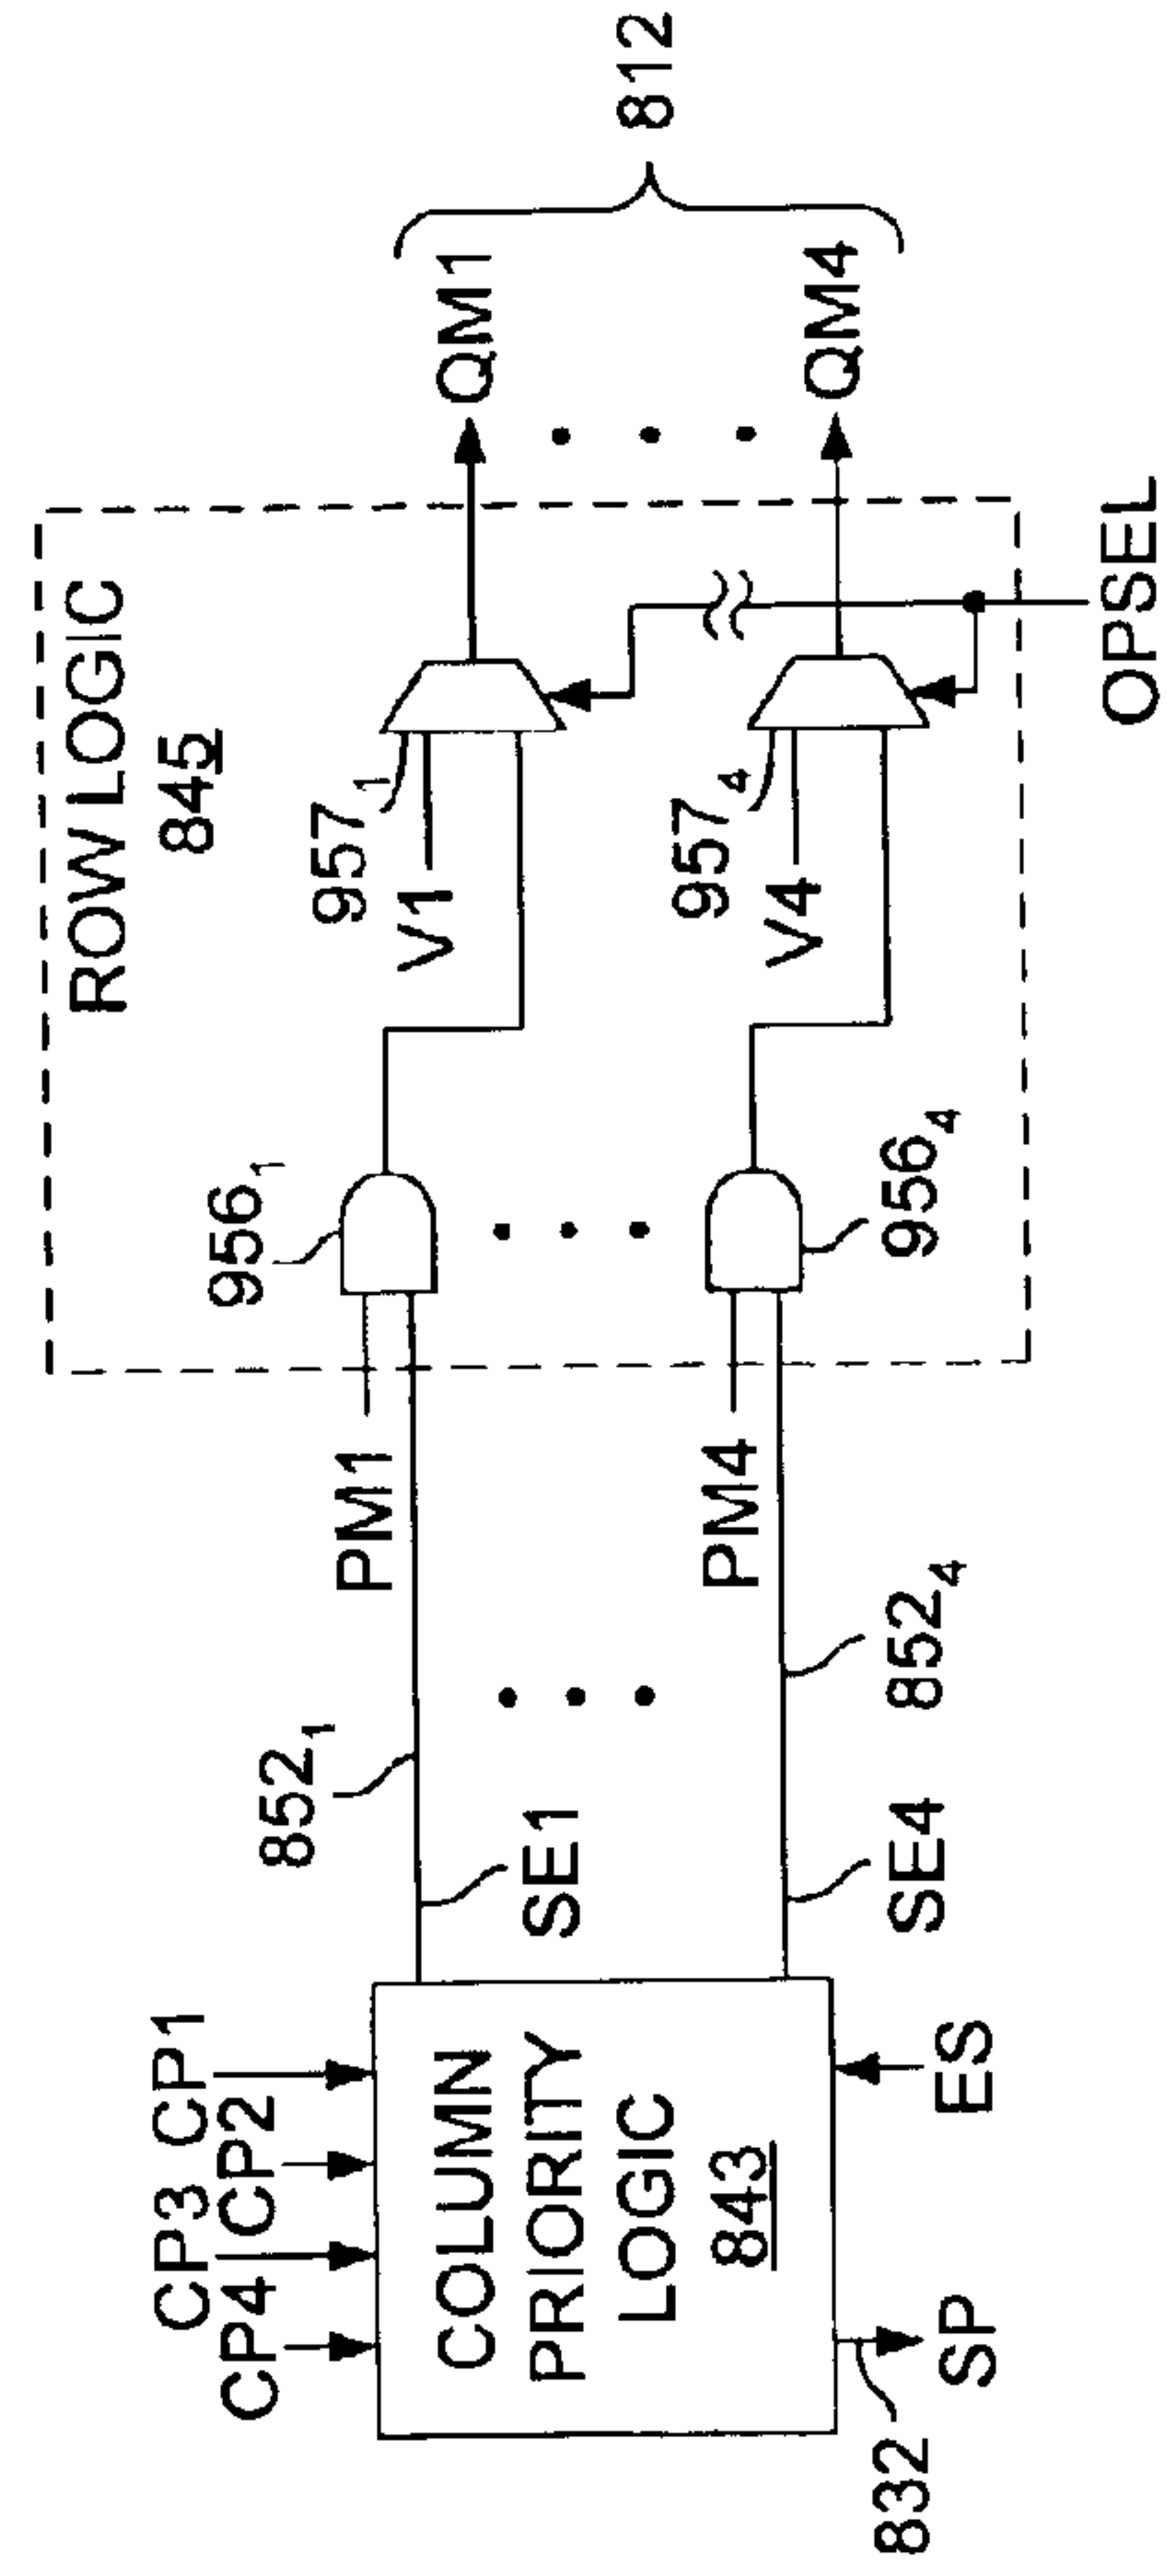 ROW LOGIC
845
956₁
957₁
V1
QM1
812
CP3 CP1
CP4 CP2
852₁
PM1
SE1
COLUMN
PRIORITY
LOGIC
843
PM4
957₄
V4
QM4
SE4
852₄
956₄
832
SP
ES
OPSEL